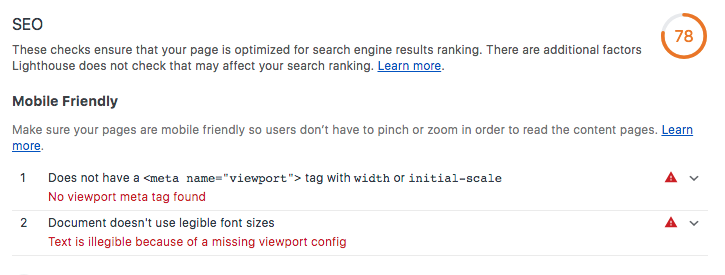 SEO
78
These checks ensure that your page is optimized for search engine results ranking. There are additional factors
Lighthouse does not check that may affect your search ranking. Learn more.
Mobile Friendly
Make sure your pages are mobile friendly so users don’t have to pinch or zoom in order to read the content pages. Learn
more.
1 Does not have a <meta name="viewport"> tag with width or initial-scale
No viewport meta tag found
2 Document doesn't use legible font sizes
Text is illegible because of a missing viewport config